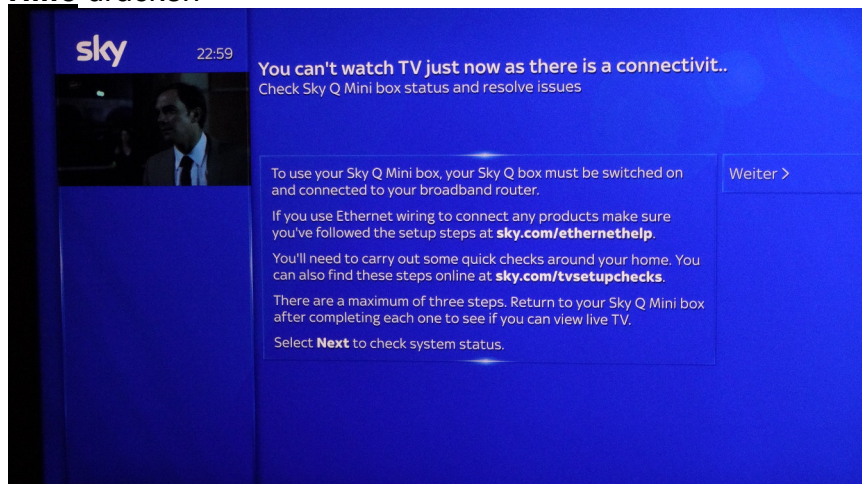 sky
22:59
You can't watch TV just now as there is a connectivit..
Check Sky Q Mini box status and resolve issues
To use your Sky Q Mini box, your Sky Q box must be switched on
and connected to your broadband router.
If you use Ethernet wiring to connect any products make sure
you've followed the setup steps at sky.com/ethernethelp.
You'll need to carry out some quick checks around your home. You
can also find these steps online at sky.com/tvsetupchecks.
There are a maximum of three steps. Return to your Sky Q Mini box
after completing each one to see if you can view live TV.
Select Next to check system status.
Weiter >